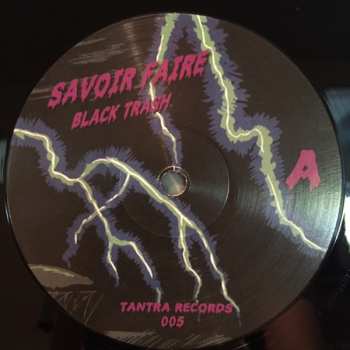 SAVOIR FAIRE
BLACK TRASH
A
TANTRA RECORDS
005